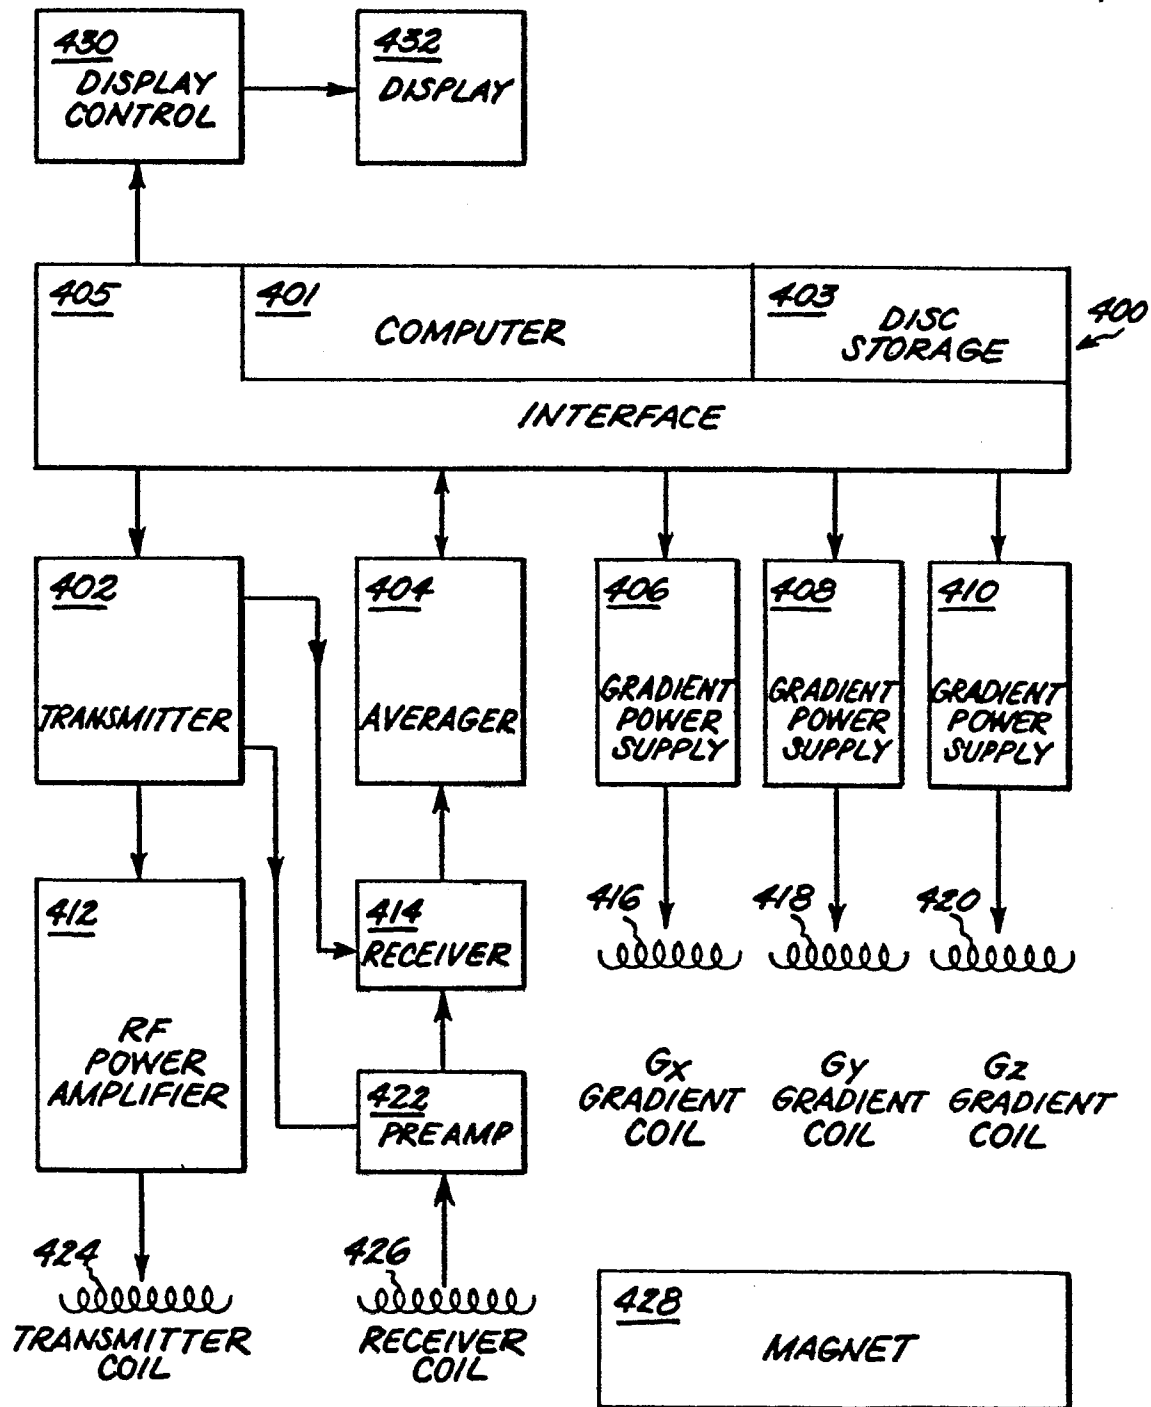 430
DISPLAY
CONTROL
432
DISPLAY
405
401
COMPUTER
403
DISC
STORAGE
400
INTERFACE
402
TRANSMITTER
404
AVERAGER
406
GRADIENT
POWER
SUPPLY
408
GRADIENT
POWER
SUPPLY
410
GRADIENT
POWER
SUPPLY
412
RF
POWER
AMPLIFIER
414
RECEIVER
416
418
420
422
PREAMP
Gx
GRADIENT
COIL
Gy
GRADIENT
COIL
Gz
GRADIENT
COIL
424
TRANSMITTER
COIL
426
RECEIVER
COIL
428
MAGNET